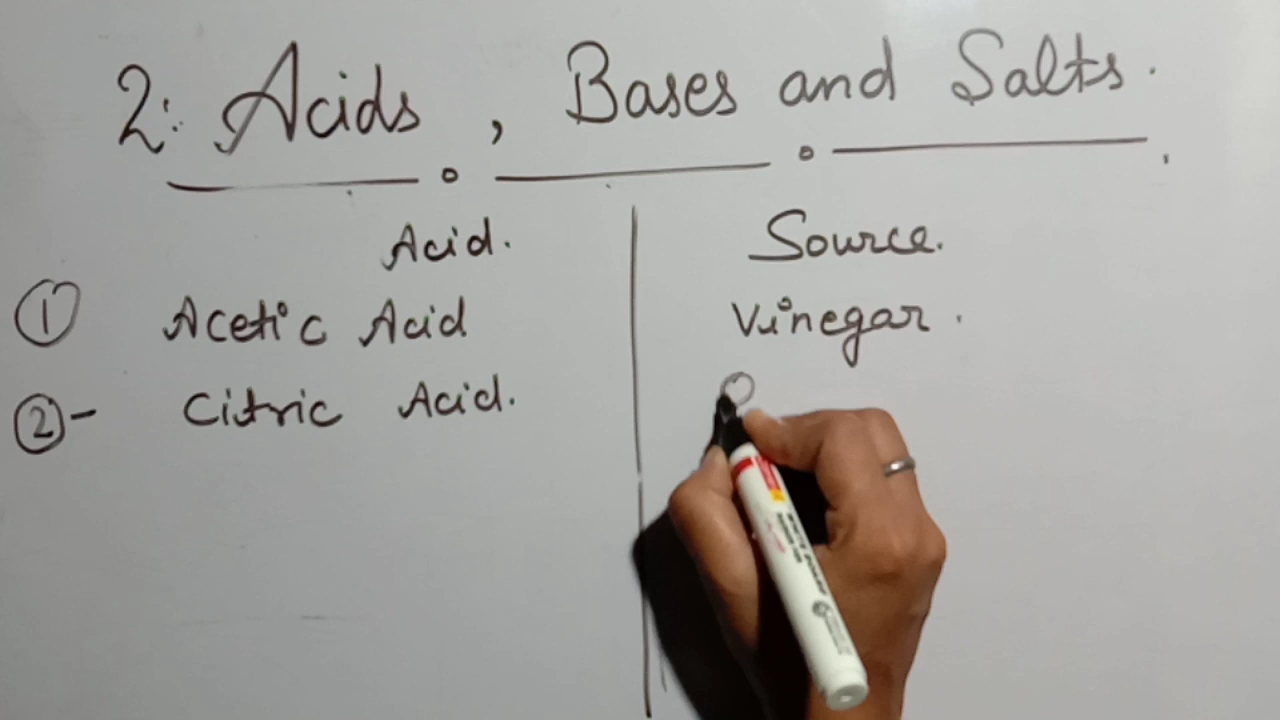 2: Acids, Bases and Salts.
Acid. Source.
① Acetic Acid Vinegar.
②- Citric Acid. O